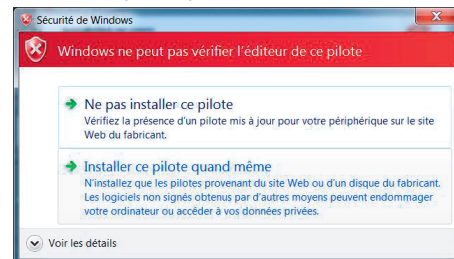 Sécurité de Windows
Windows ne peut pas vérifier l'éditeur de ce pilote
Ne pas installer ce pilote
Vérifiez la présence d'un pilote mis à jour pour votre périphérique sur le site
Web du fabricant.
Installer ce pilote quand même
N'installez que les pilotes provenant du site Web ou d'un disque du fabricant.
Les logiciels non signés obtenus par d'autres moyens peuvent endommager
votre ordinateur ou accéder à vos données privées.
Voir les détails